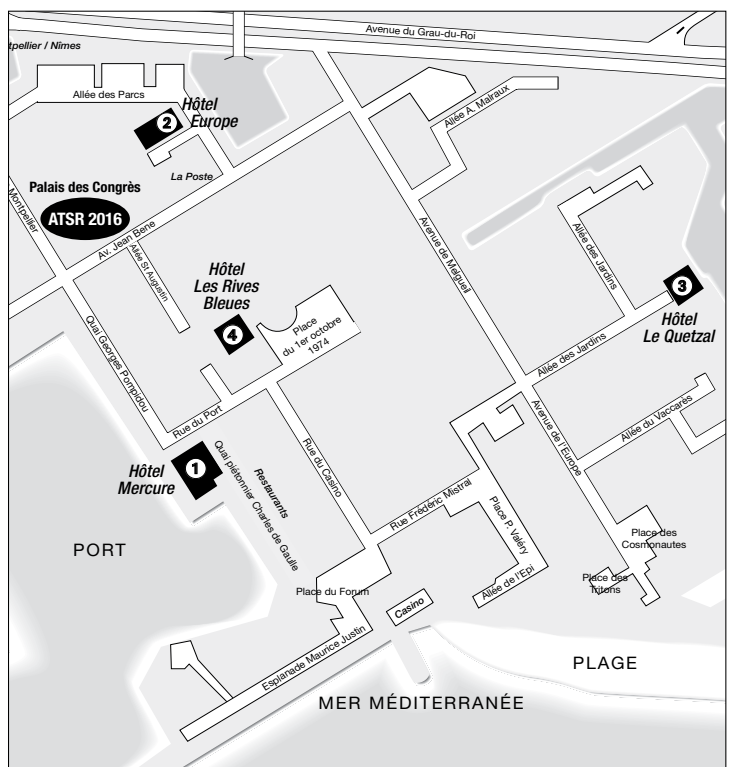 Avenue du Grau-du-Roi
tpellier / Nîmes
Allée des Parcs
Hôtel
Europe
2
Allée A. Malraux
La Poste
Palais des Congrès
ATSR 2016
Montpellier
Av. Jean Bene
Allée St Augustin
Avenue de Melgueil
Allée des Jardins
Hôtel
Les Rives
Bleues
4
3
Hôtel
Le Quetzal
Place
du 1er octobre
1974
Quai Georges Pompidou
Allée des Jardins
Rue du Port
Avenue de l'Europe
Allée du Vaccarès
Hôtel
Mercure
1
Quai piétonnier Charles de Gaulle
Restaurants
Rue du Casino
Rue Frédéric Mistral
Place P. Valéry
Place des
Cosmonautes
PORT
Place des
Tritons
Place du Forum
Allée de l'Epi
Casino
Esplanade Maurice Justin
PLAGE
MER MÉDITERRANÉE